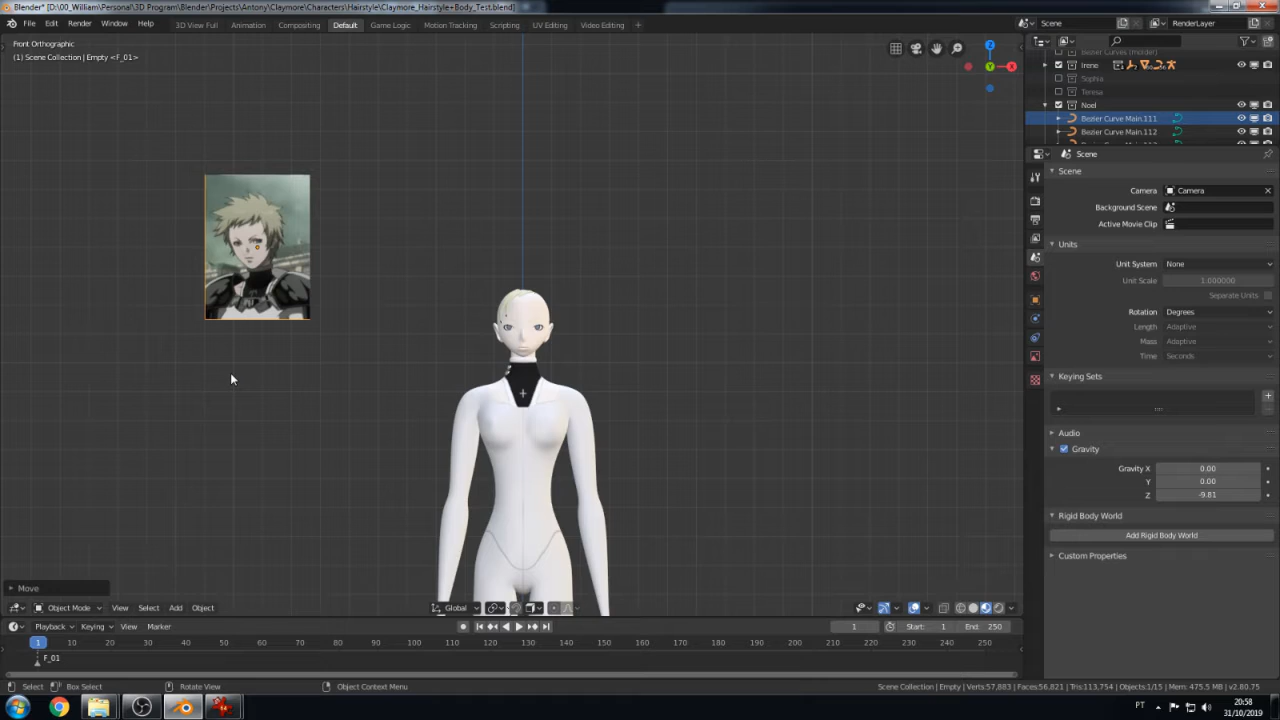 Blender* [D:\00_William\Personal\3D Program\Blender\Projects\Antony\Claymore\Characters\Hairstyle\Claymore_Hairstyle+Body_Test.blend]
File Edit Render Window Help 3D View Full Animation Compositing Default Game Logic Motion Tracking Scripting UV Editing Video Editing + Scene RenderLayer
Front Orthographic
(1) Scene Collection | Empty <F_01>
Z
Y
X
Irene
Sophia
Teresa
Noel
Bezier Curve Main.111
Bezier Curve Main.112
Scene
Scene
Camera Camera
Background Scene
Active Movie Clip
Units
Unit System None
Unit Scale 1.000000
Separate Units
Rotation Degrees
Length Adaptive
Mass Adaptive
Time Seconds
Keying Sets
Audio
Gravity
Gravity X 0.00
Y 0.00
Z -9.81
Rigid Body World
Add Rigid Body World
Custom Properties
Move
Object Mode View Select Add Object Global
Playback Keying View Marker 1 Start: 1 End: 250
1 10 20 30 40 50 60 70 80 90 100 110 120 130 140 150 160 170 180 190 200 210 220 230 240 250
F_01
Select Box Select Rotate View Object Context Menu Scene Collection | Empty | Verts:57,883 | Faces:56,821 | Tris:113,754 | Objects:1/15 | Mem: 475.5 MB | v2.80.75
PT 20:58
31/10/2019